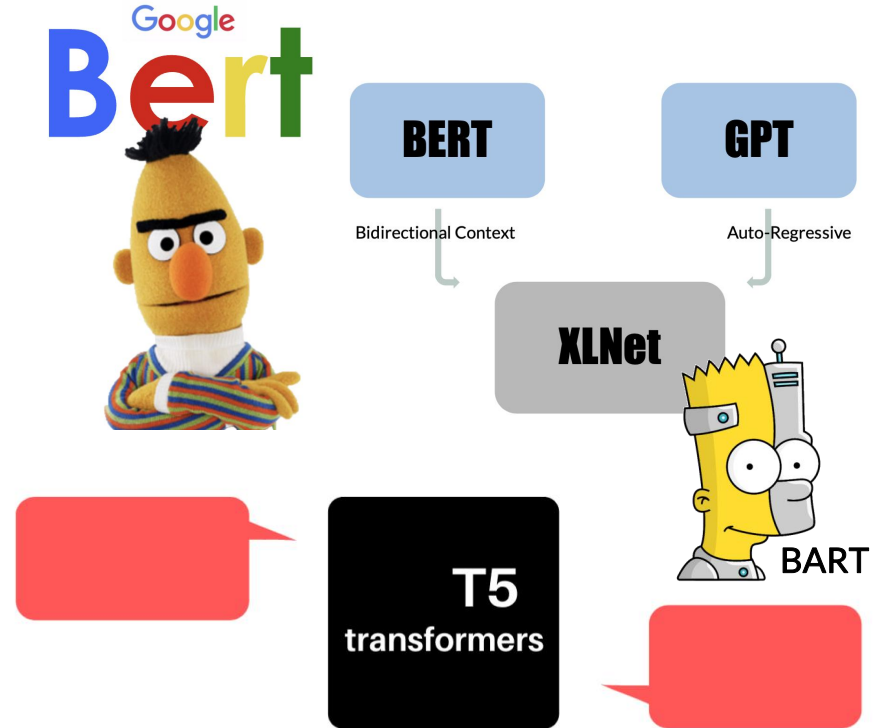 Google
Bert
BERT
GPT
Bidirectional Context
Auto-Regressive
XLNet
BART
T5
transformers